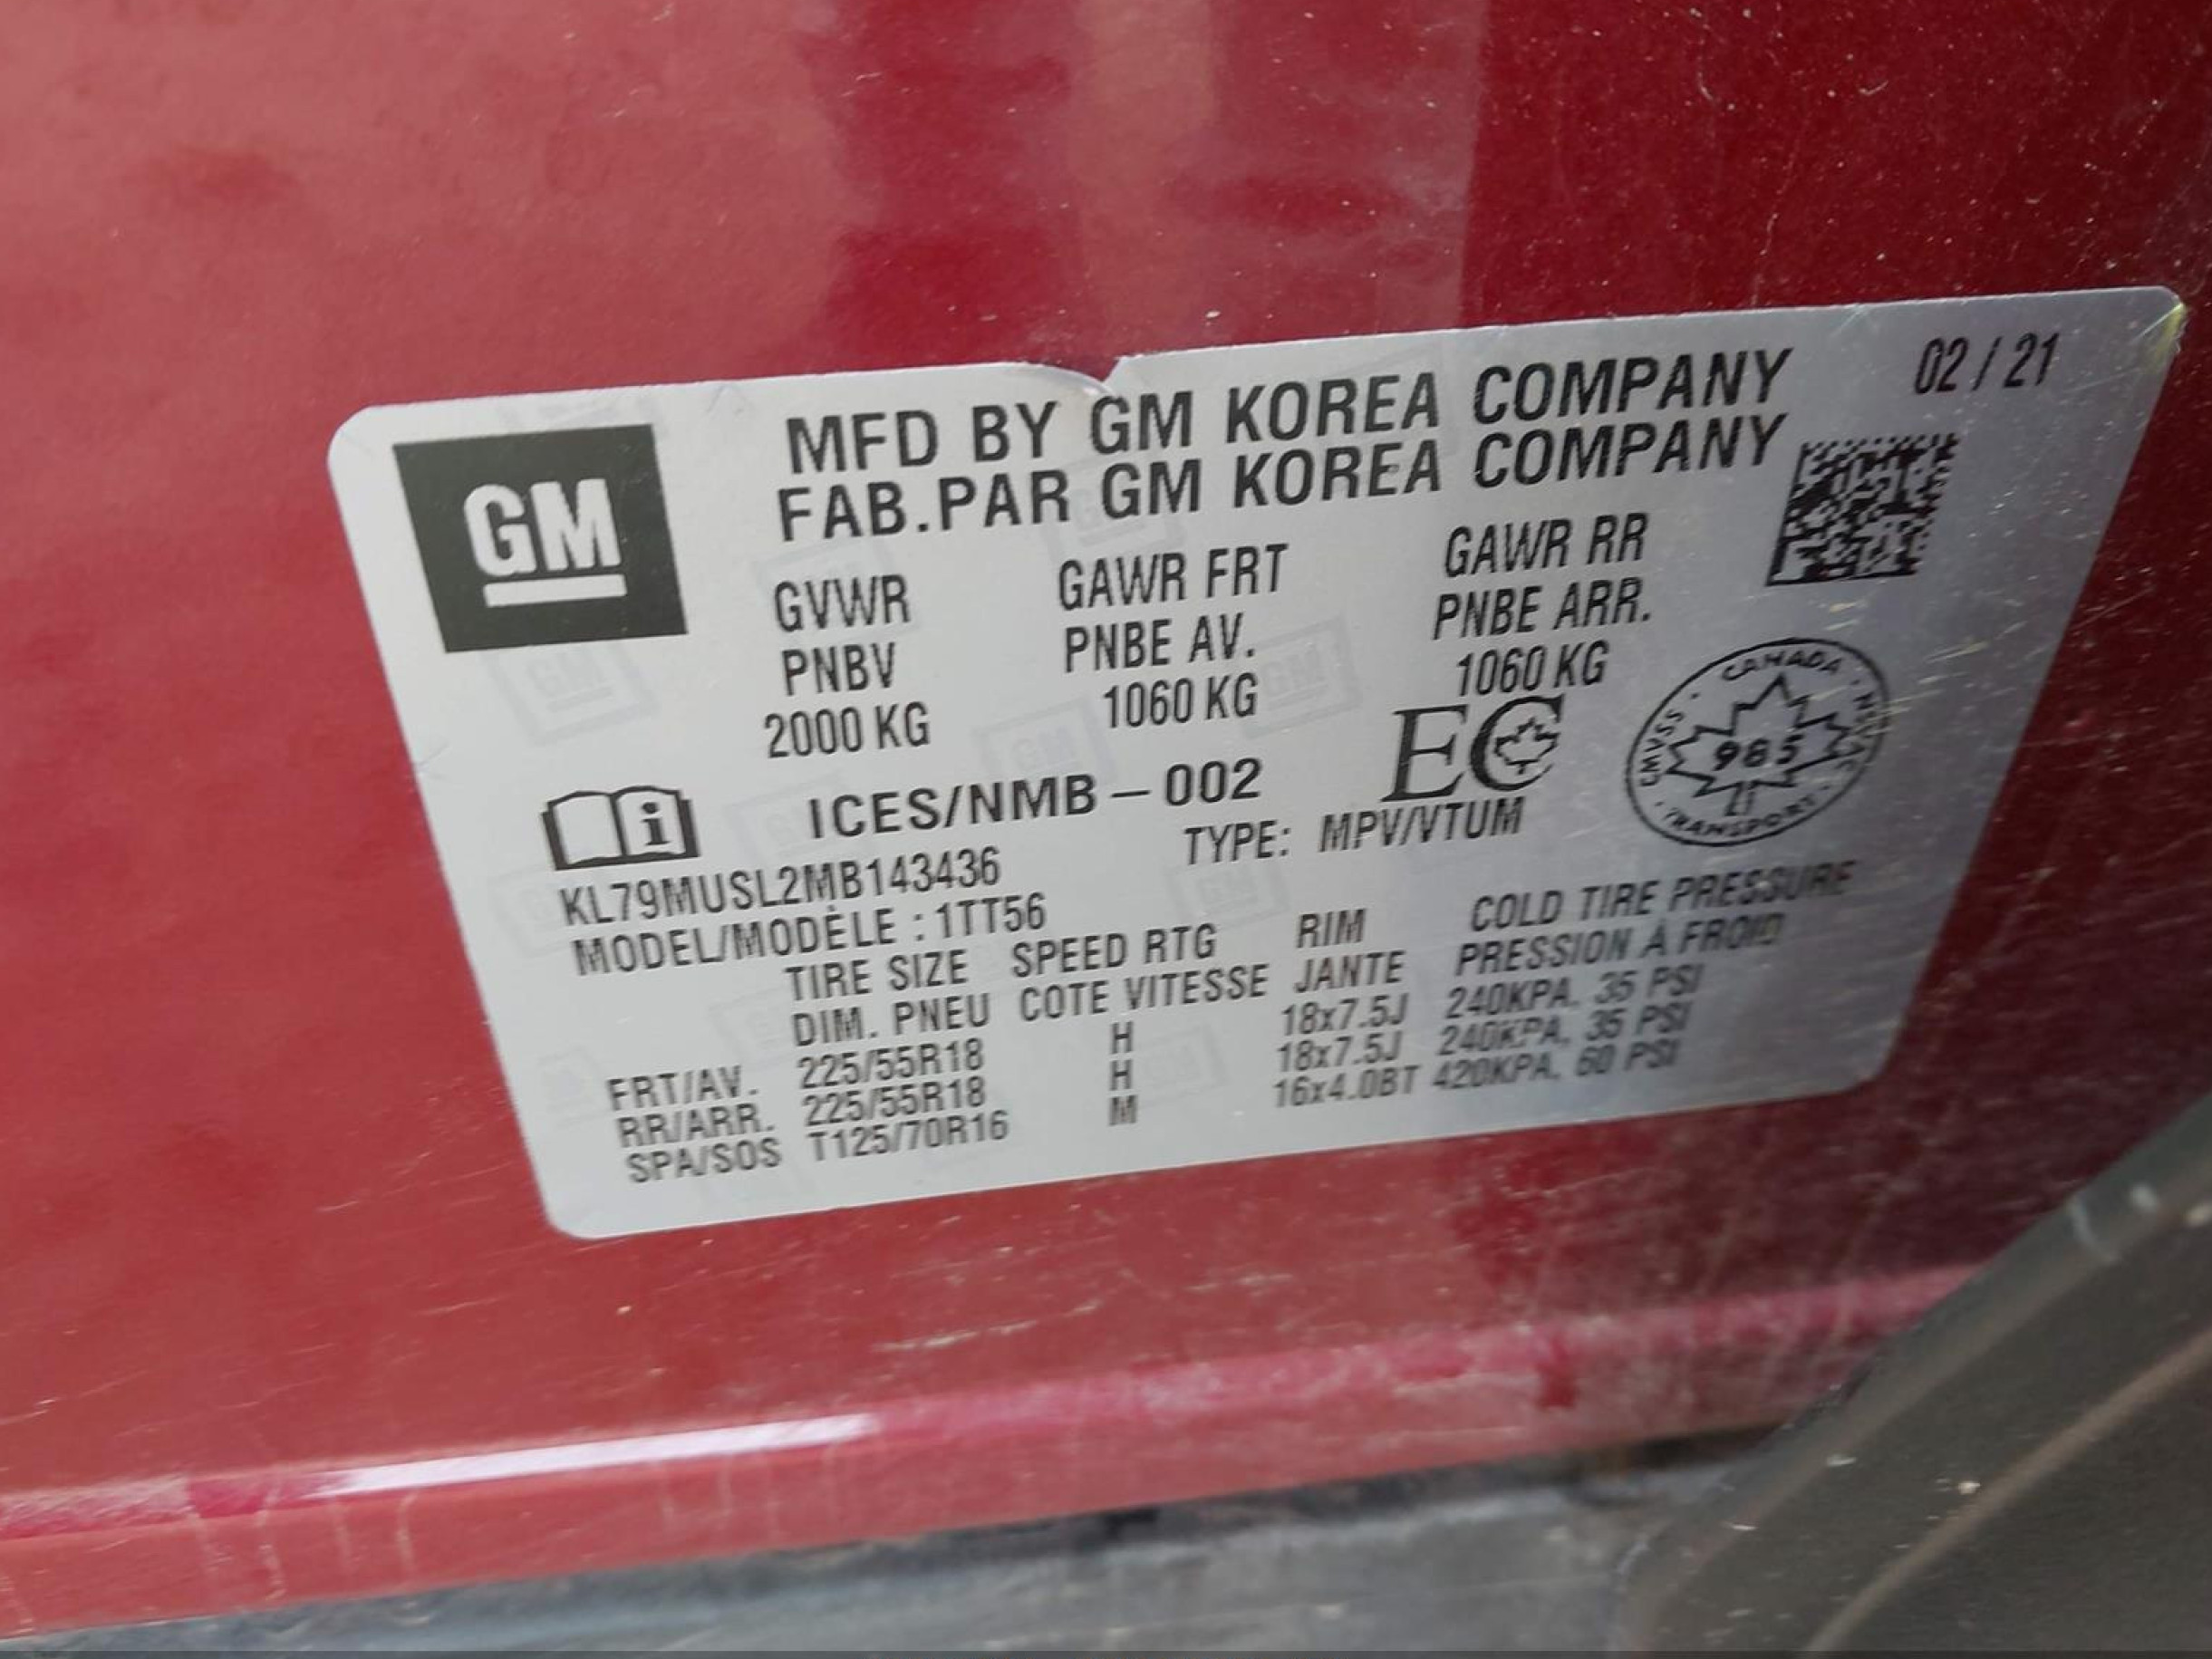 02 / 21
GM
MFD BY GM KOREA COMPANY
FAB.PAR GM KOREA COMPANY
GVWR GAWR FRT GAWR RR
PNBV PNBE AV. PNBE ARR.
2000 KG 1060 KG 1060 KG
i ICES/NMB – 002 EC
CANADA
CMVSS · NSVAC
985
TRANSPORT
KL79MUSL2MB143436 TYPE: MPV/VTUM
MODEL/MODÈLE : 1TT56
TIRE SIZE SPEED RTG RIM COLD TIRE PRESSURE
DIM. PNEU COTE VITESSE JANTE PRESSION À FROID
FRT/AV. 225/55R18 H 18x7.5J 240KPA. 35 PSI
RR/ARR. 225/55R18 H 18x7.5J 240KPA. 35 PSI
SPA/SOS T125/70R16 M 16x4.0BT 420KPA. 60 PSI